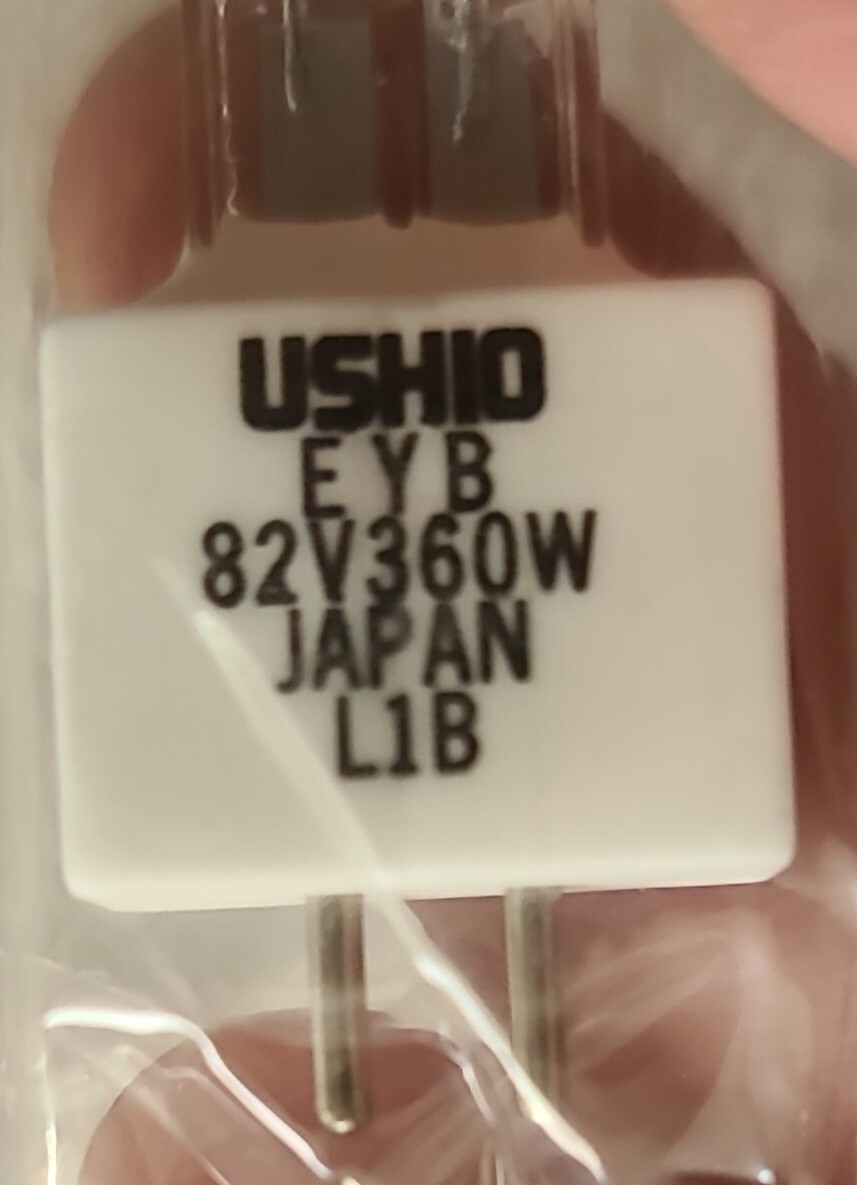 USHIO
EYB
82V360W
JAPAN
L1B